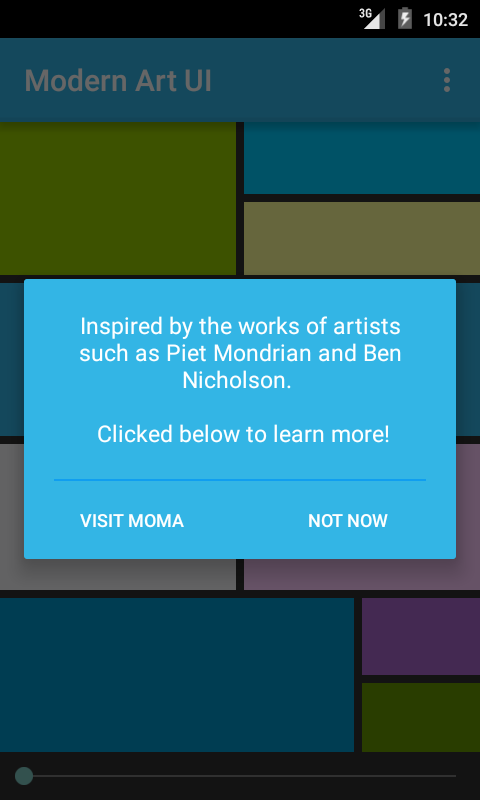 3G
10:32
Modern Art UI
Inspired by the works of artists
such as Piet Mondrian and Ben
Nicholson.
Clicked below to learn more!
VISIT MOMA
NOT NOW